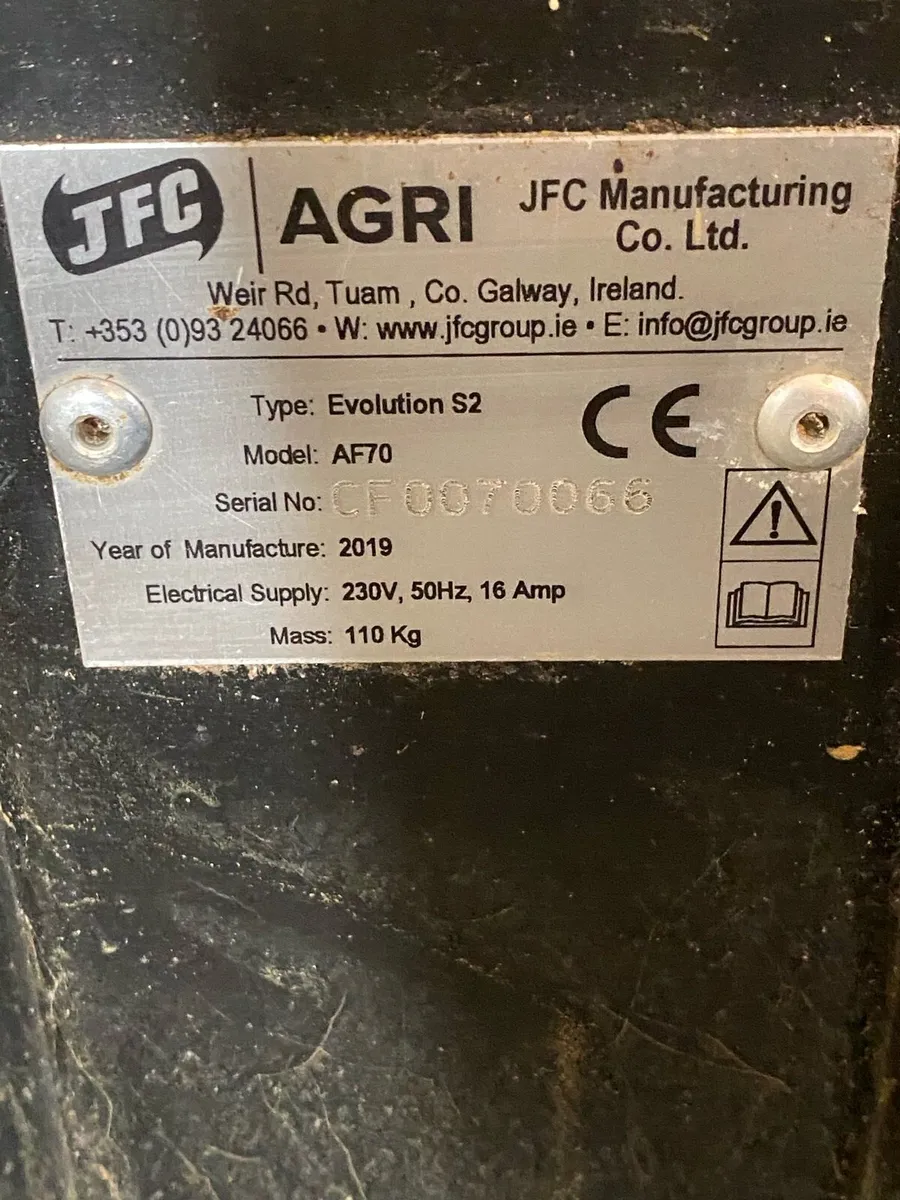 JFC AGRI JFC Manufacturing
Co. Ltd.
Weir Rd, Tuam , Co. Galway, Ireland.
T: +353 (0)93 24066 • W: www.jfcgroup.ie • E: info@jfcgroup.ie
Type: Evolution S2
CE
Model: AF70
Serial No: CF0070066
Year of Manufacture: 2019
Electrical Supply: 230V, 50Hz, 16 Amp
Mass: 110 Kg